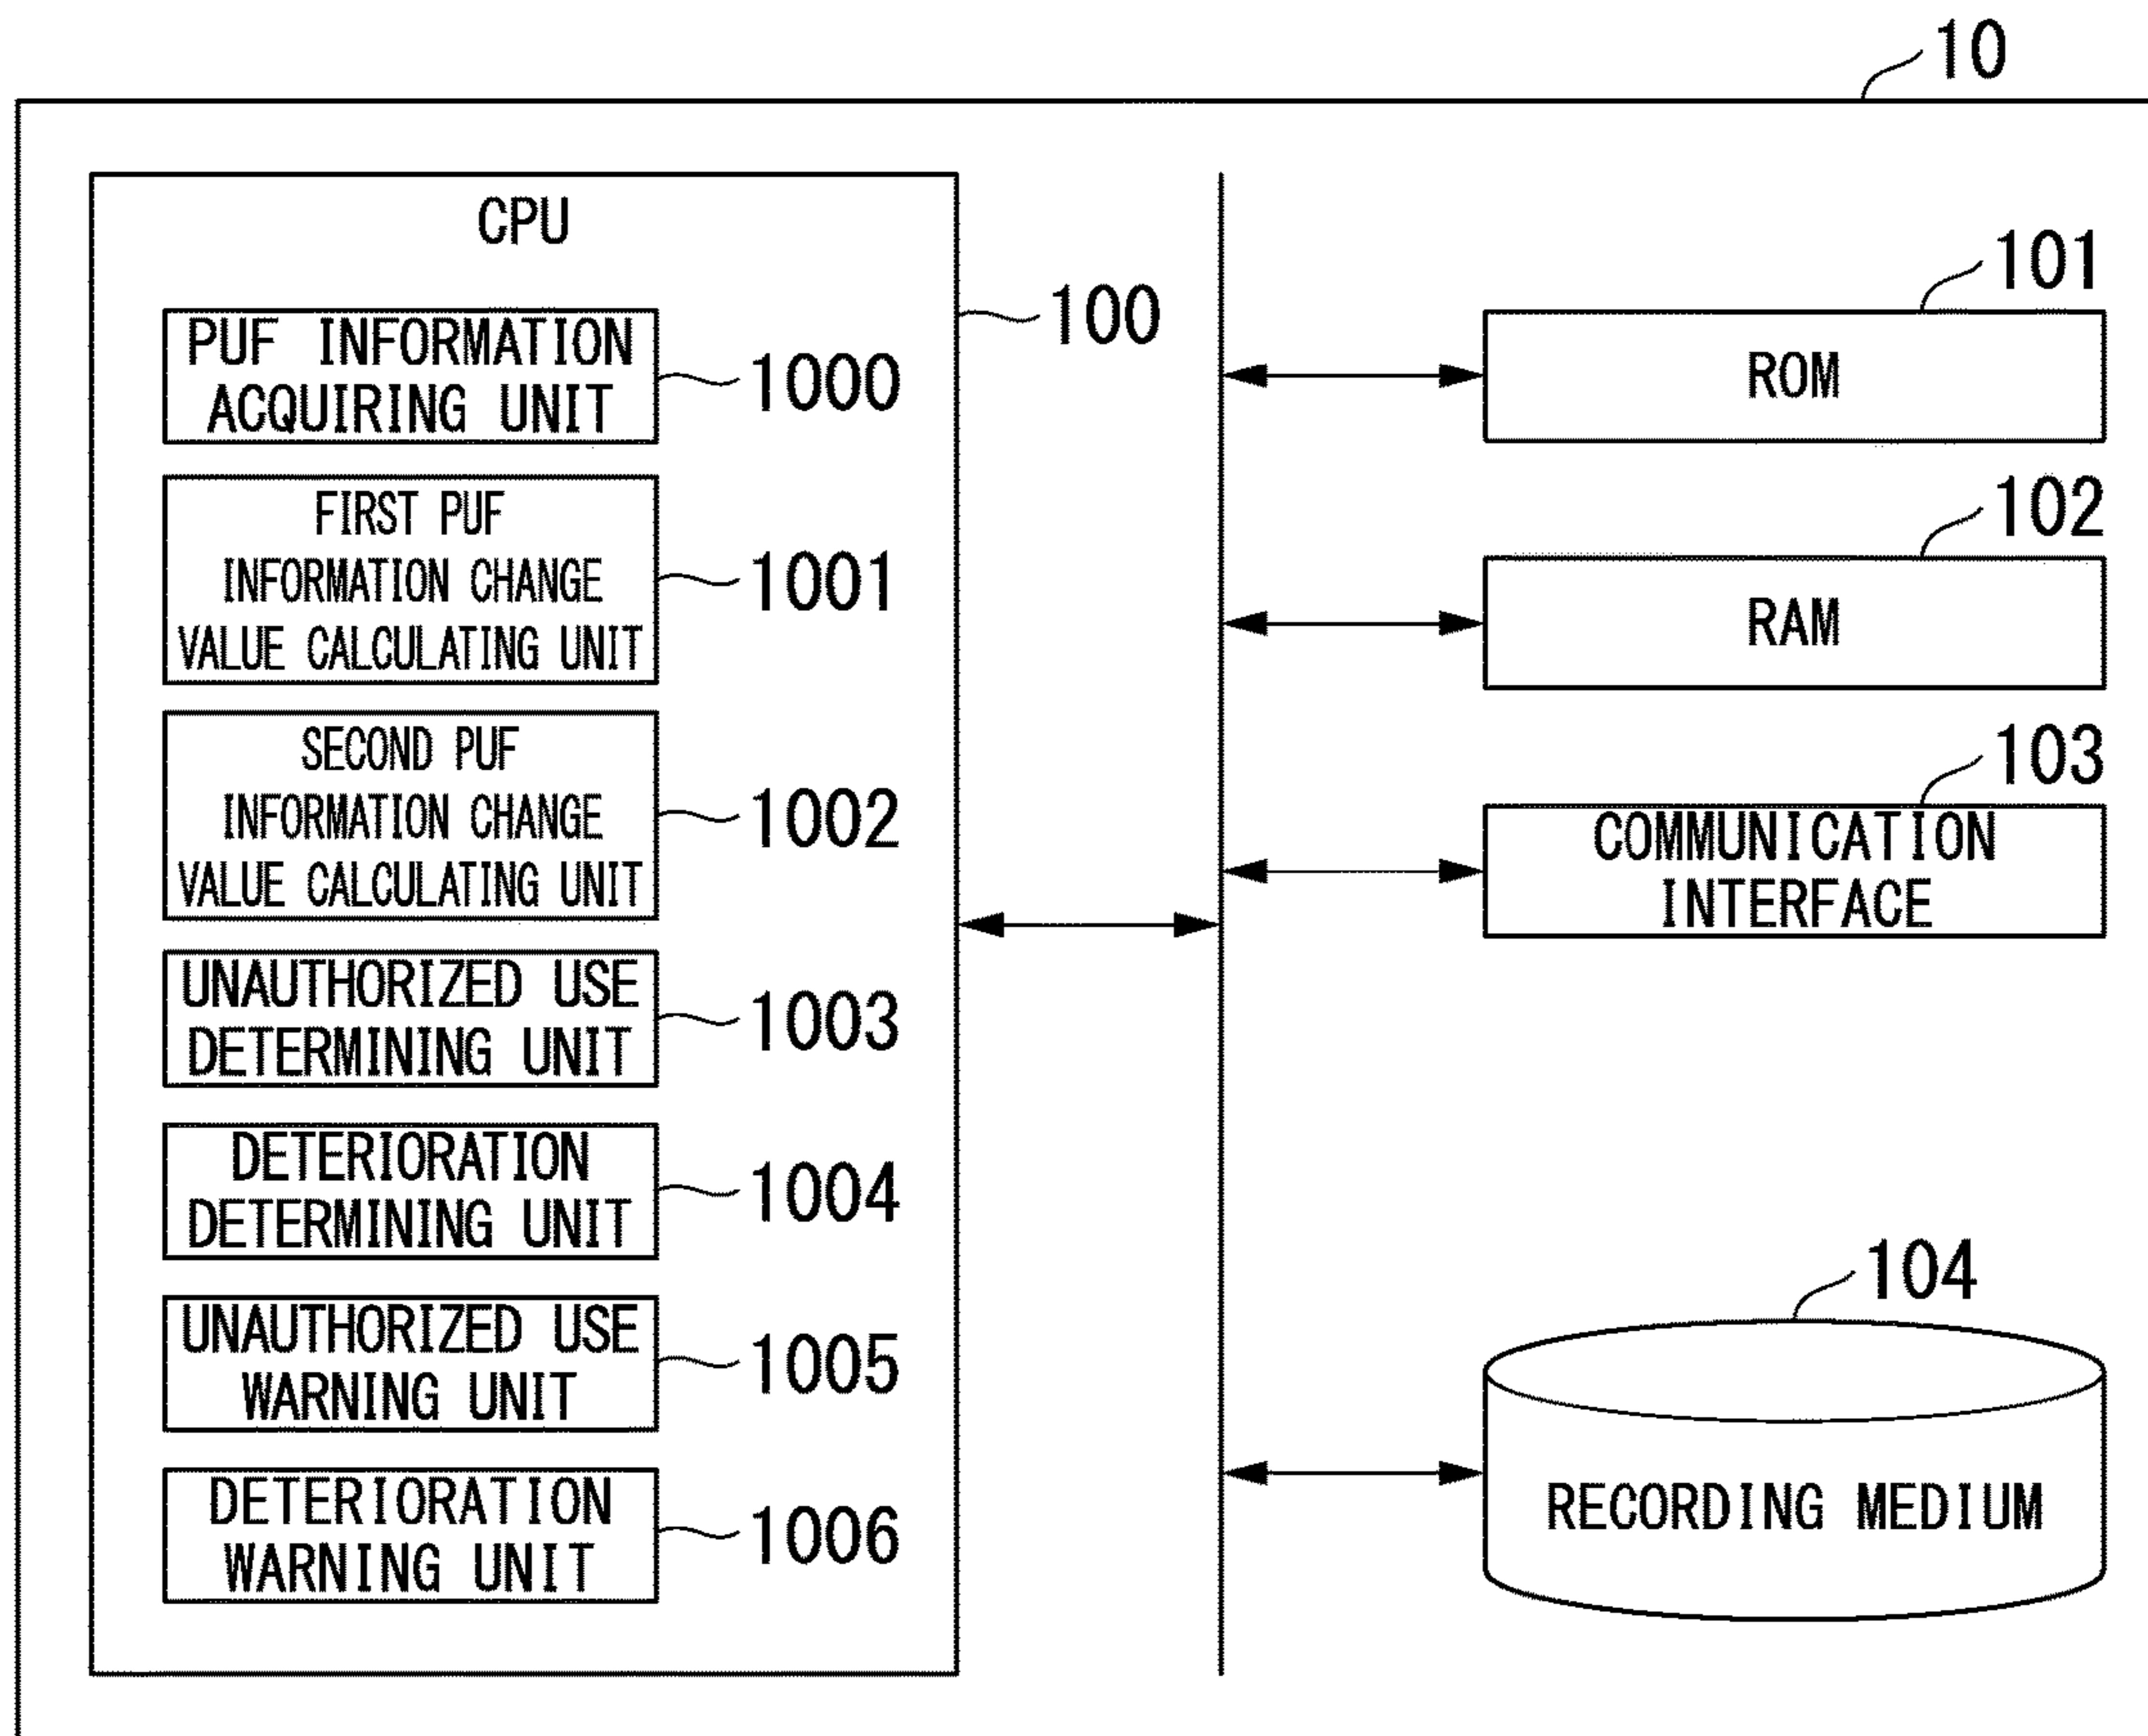 10
CPU
100
PUF INFORMATION
ACQUIRING UNIT
1000
FIRST PUF
INFORMATION CHANGE
VALUE CALCULATING UNIT
1001
SECOND PUF
INFORMATION CHANGE
VALUE CALCULATING UNIT
1002
UNAUTHORIZED USE
DETERMINING UNIT
1003
DETERIORATION
DETERMINING UNIT
1004
UNAUTHORIZED USE
WARNING UNIT
1005
DETERIORATION
WARNING UNIT
1006
101
ROM
102
RAM
103
COMMUNICATION
INTERFACE
104
RECORDING MEDIUM